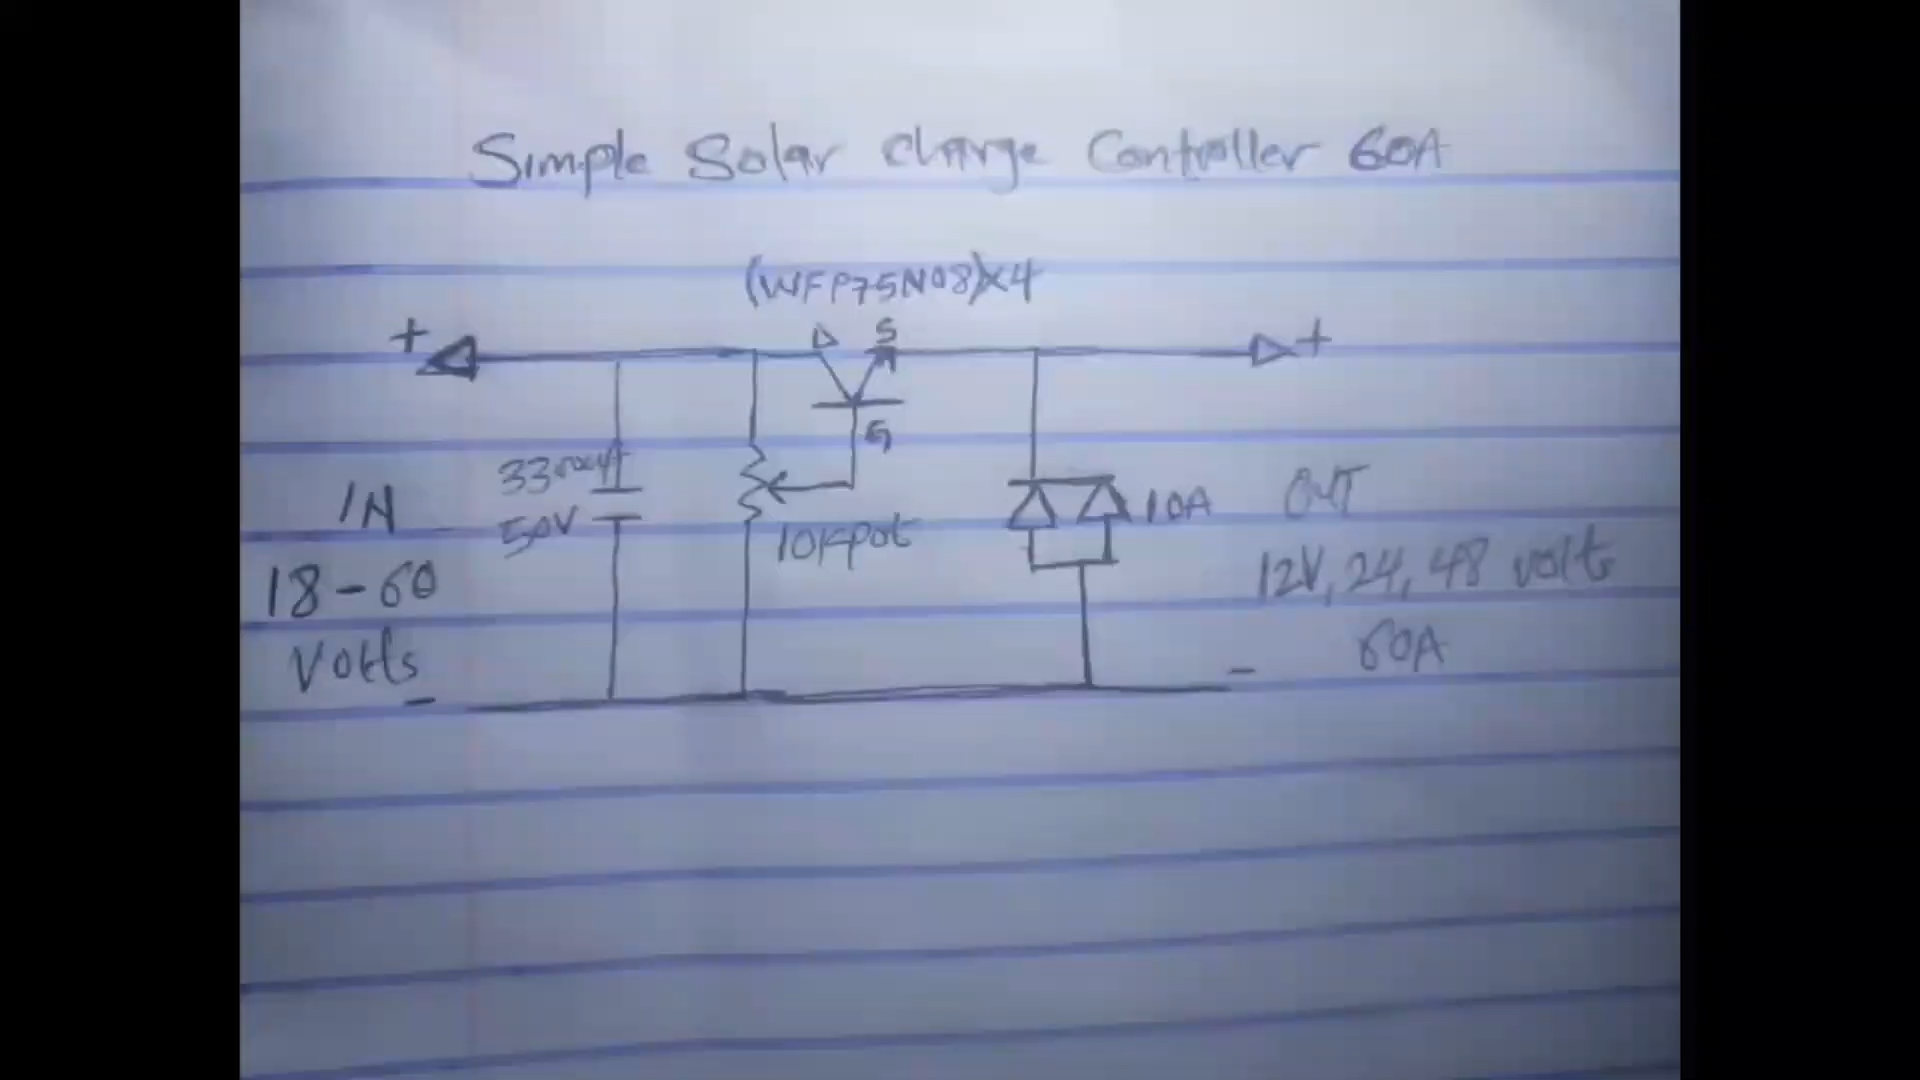 Simple Solar Charge Controller 60A
(WFP75N08)x4
+
D
S
+
G
3300uf
50V
10kpot
10A
IN
18-60
Volts
-
OUT
12V, 24, 48 volts
60A
-